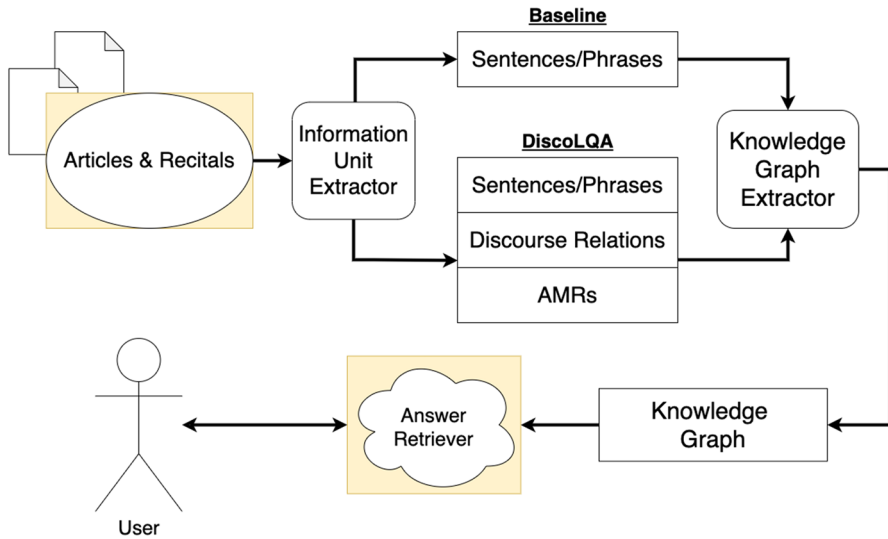 Baseline
Sentences/Phrases
Articles & Recitals
Information
Unit
Extractor
DiscoLQA
Sentences/Phrases
Discourse Relations
AMRs
Knowledge
Graph
Extractor
User
Answer
Retriever
Knowledge
Graph